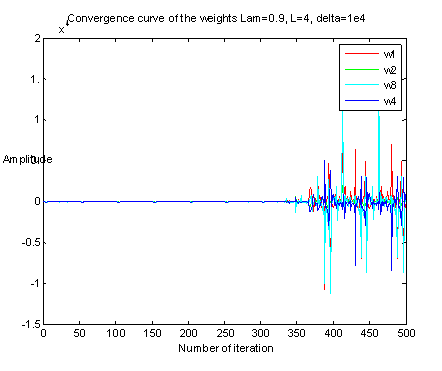 Convergence curve of the weights Lam=0.9, L=4, delta=1e4
x
2
1.
w1
w2
w3
w4
1
0.5
Amplitude
0
-0.5
-1
-1.5
0 50 100 150 200 250 300 350 400 450 500
Number of iteration